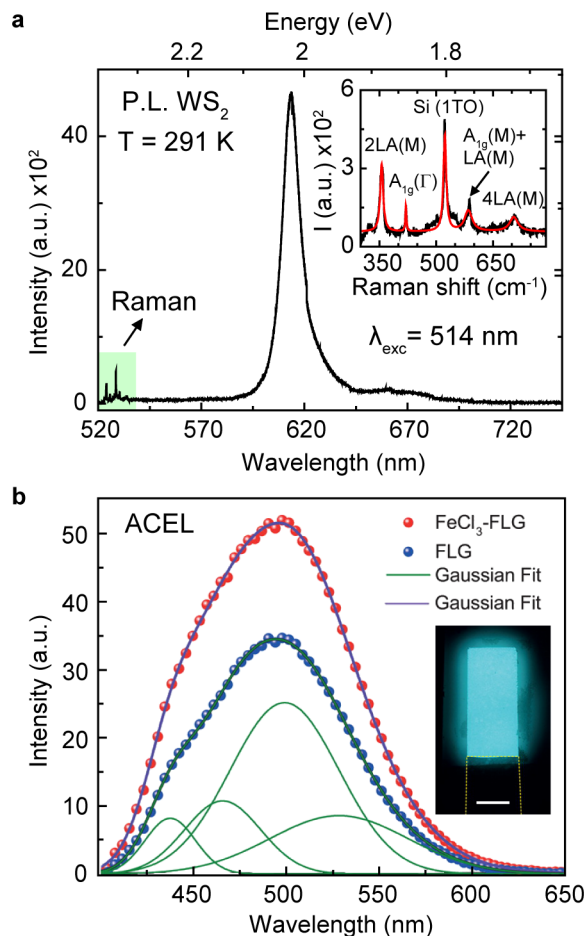 a
Energy (eV)
2.2
2
1.8
P.L. WS₂
T = 291 K
Raman
λexc = 514 nm
Intensity (a.u.) x10²
40
20
0
520
570
620
670
720
Wavelength (nm)
Si (1TO)
2LA(M)
A1g(Γ)
A1g(M)+
LA(M)
4LA(M)
I (a.u.) x10²
6
3
0
350
500
650
Raman shift (cm⁻¹)
b
ACEL
FeCl₃-FLG
FLG
Gaussian Fit
Gaussian Fit
Intensity (a.u.)
50
40
30
20
10
0
450
500
550
600
650
Wavelength (nm)